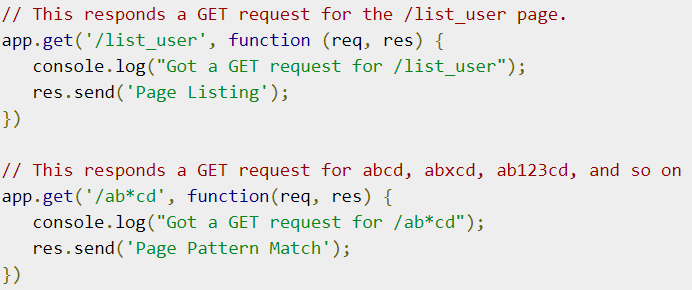 // This responds a GET request for the /list_user page.
app.get('/list_user', function (req, res) {
   console.log("Got a GET request for /list_user");
   res.send('Page Listing');
})

// This responds a GET request for abcd, abxcd, ab123cd, and so on
app.get('/ab*cd', function(req, res) {
   console.log("Got a GET request for /ab*cd");
   res.send('Page Pattern Match');
})